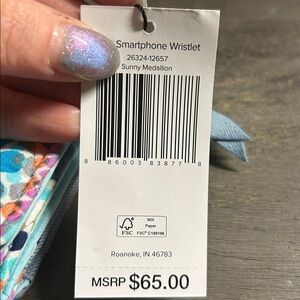 Smartphone Wristlet
26324-12657
Sunny Medallion
8 86003 83877 8
FSC
MIX
Paper
FSC® C108196
Roanoke, IN 46783
MSRP $65.00